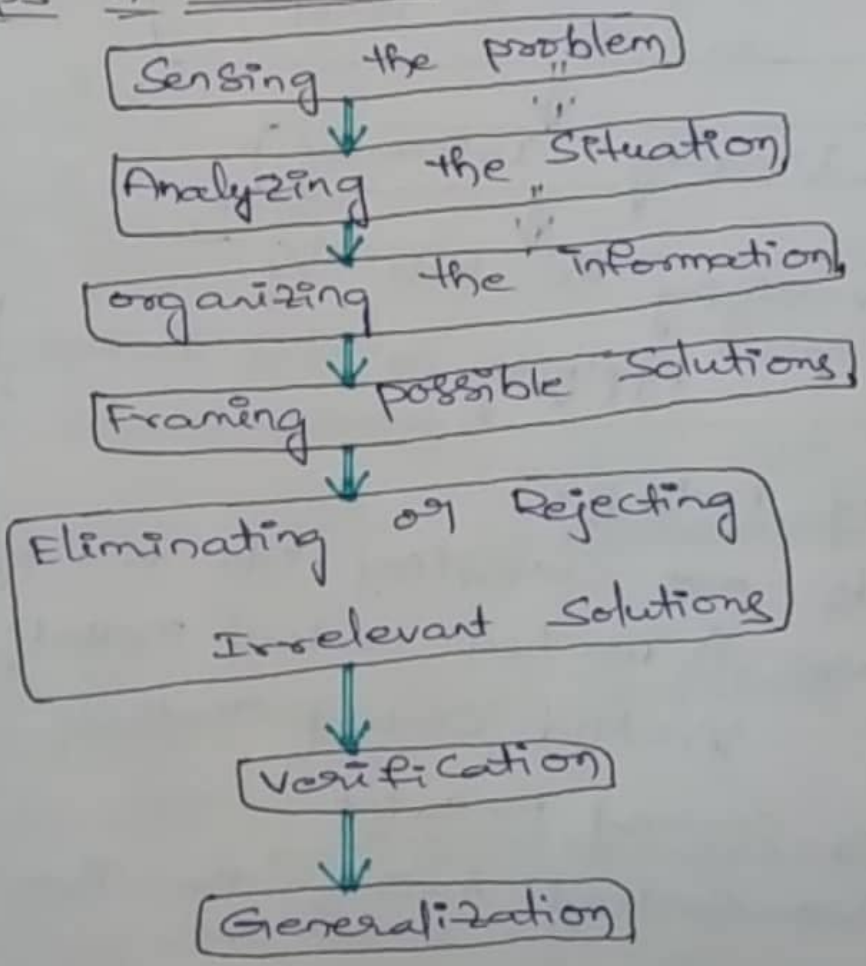 Sensing the problem
Analyzing the Situation
organizing the information
Framing possible Solutions
Eliminating or Rejecting
Irrelevant Solutions
Verification
Generalization